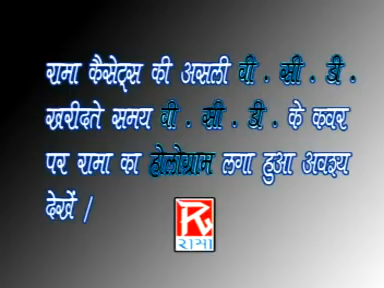 रामा कैसेट्स की असली वी . सी . डी .
खरीदते समय वी . सी . डी . के कवर
पर रामा का होलोग्राम लगा हुआ अवश्य
देखें /
रामा